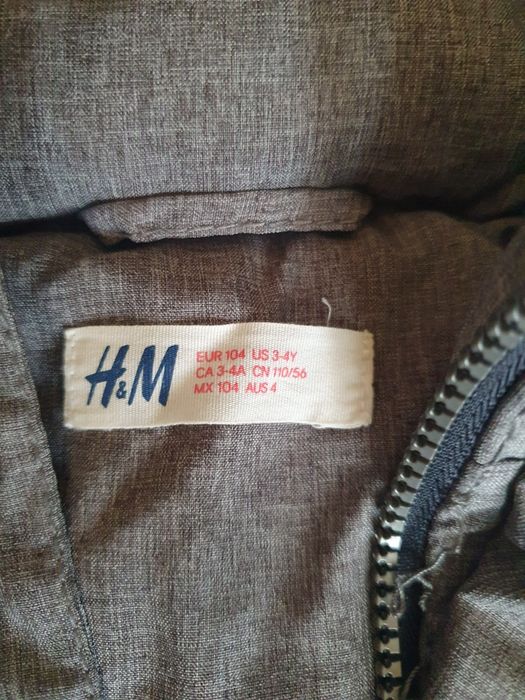 H&M
EUR 104 US 3-4Y
CA 3-4A CN 110/56
MX 104 AUS 4